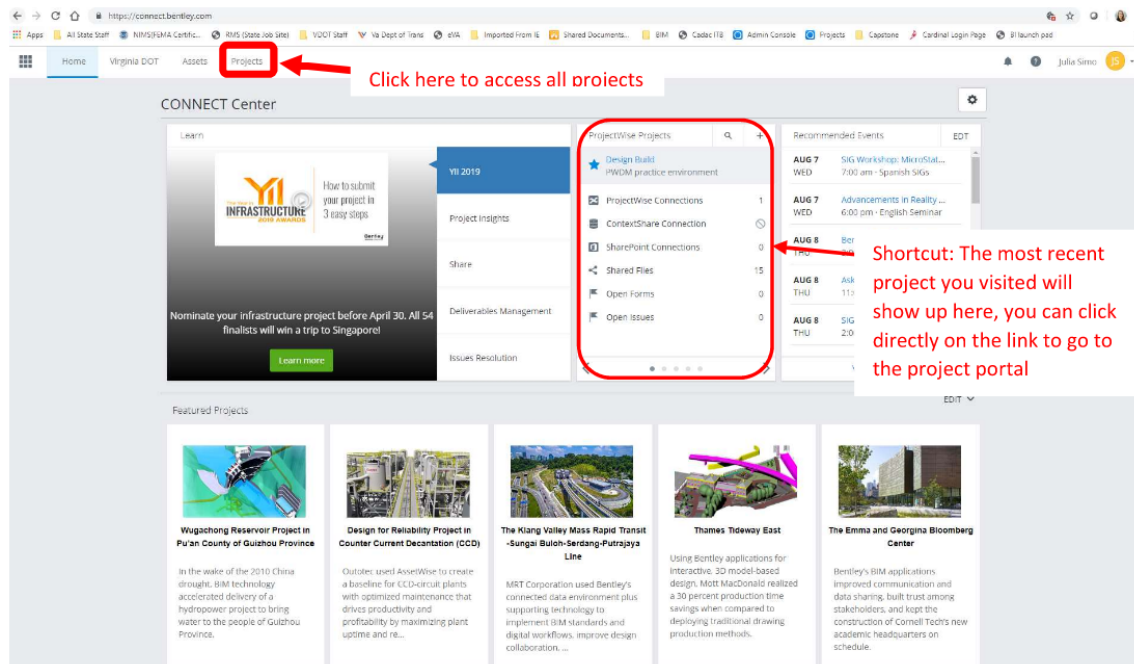 https://connect.bentley.com
Apps All State Staff NIMS(FEMA Certific... RMS (State Job Site) VDOT Staff Va Dept of Trans eVA Imported From IE Shared Documents... BIM Cadac ITB Admin Console Projects Capstone Cardinal Login Page BI launch pad
Home Virginia DOT Assets Projects Julia Simo JS
Click here to access all projects
CONNECT Center
Learn
YII
THE YEAR IN
INFRASTRUCTURE
2019 AWARDS
How to submit
your project in
3 easy steps
Bentley
Nominate your infrastructure project before April 30. All 54
finalists will win a trip to Singapore!
Learn more
YII 2019
Project Insights
Share
Deliverables Management
Issues Resolution
ProjectWise Projects
Design Build
PWDM practice environment
ProjectWise Connections 1
ContextShare Connection
SharePoint Connections 0
Shared Files 15
Open Forms 0
Open Issues 0
Recommended Events EDT
AUG 7 SIG Workshop: MicroStat...
WED 7:00 am - Spanish SIGs
AUG 7 Advancements in Reality ...
WED 6:00 pm - English Seminar
AUG 8 Ber
THU
AUG 8 Ask
THU 11:
AUG 8 SIG
THU 2:0
Shortcut: The most recent
project you visited will
show up here, you can click
directly on the link to go to
the project portal
EDIT
Featured Projects
Wugachong Reservoir Project in
Pu'an County of Guizhou Province
In the wake of the 2010 China
drought, BIM technology
accelerated delivery of a
hydropower project to bring
water to the people of Guizhou
Province.
Design for Reliability Project in
Counter Current Decantation (CCD)
Outotec used AssetWise to create
a baseline for CCD-circuit plants
with optimized maintenance that
drives productivity and
profitability by maximizing plant
uptime and re...
The Klang Valley Mass Rapid Transit
-Sungai Buloh-Serdang-Putrajaya
Line
MRT Corporation used Bentley's
connected data environment plus
supporting technology to
implement BIM standards and
digital workflows, improve design
collaboration, ...
Thames Tideway East
Using Bentley applications for
interactive, 3D model-based
design, Mott MacDonald realized
a 30 percent production time
savings when compared to
deploying traditional drawing
production methods.
The Emma and Georgina Bloomberg
Center
Bentley's BIM applications
improved communication and
data sharing, built trust among
stakeholders, and kept the
construction of Cornell Tech's new
academic headquarters on
schedule.